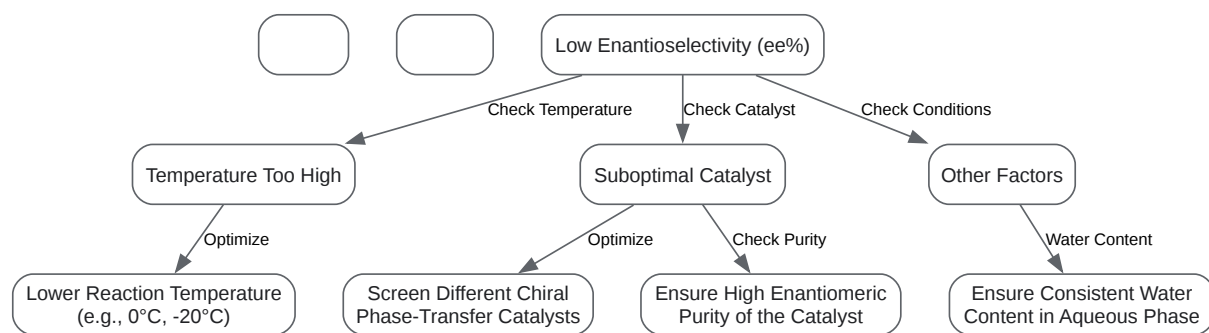 Low Enantioselectivity (ee%)
Check Temperature
Check Catalyst
Check Conditions
Temperature Too High
Suboptimal Catalyst
Other Factors
Optimize
Optimize
Check Purity
Water Content
Lower Reaction Temperature
(e.g., 0°C, -20°C)
Screen Different Chiral
Phase-Transfer Catalysts
Ensure High Enantiomeric
Purity of the Catalyst
Ensure Consistent Water
Content in Aqueous Phase